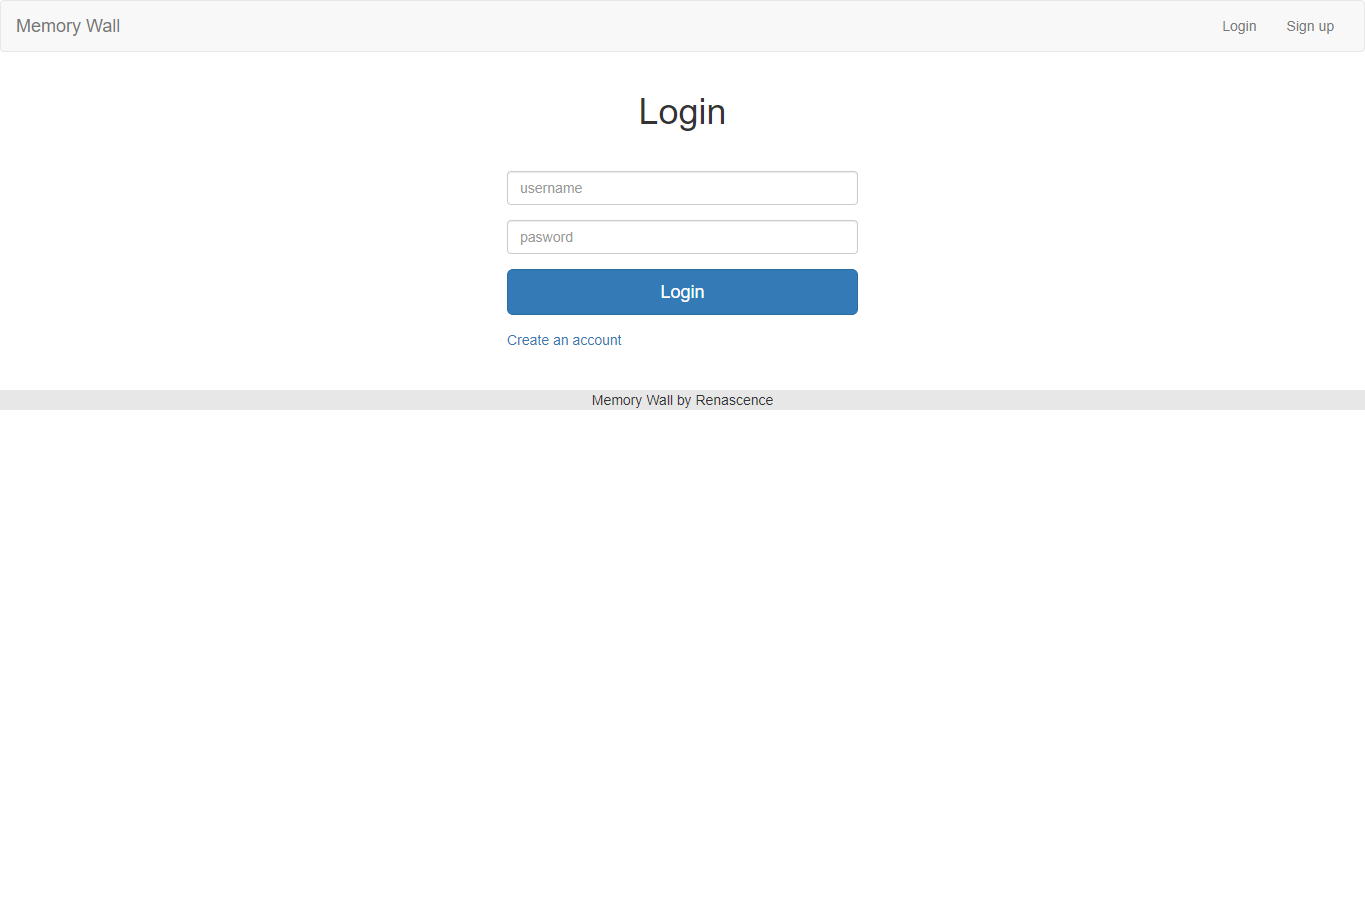 Memory Wall
Login
Sign up
Login
username
pasword
Login
Create an account
Memory Wall by Renascence